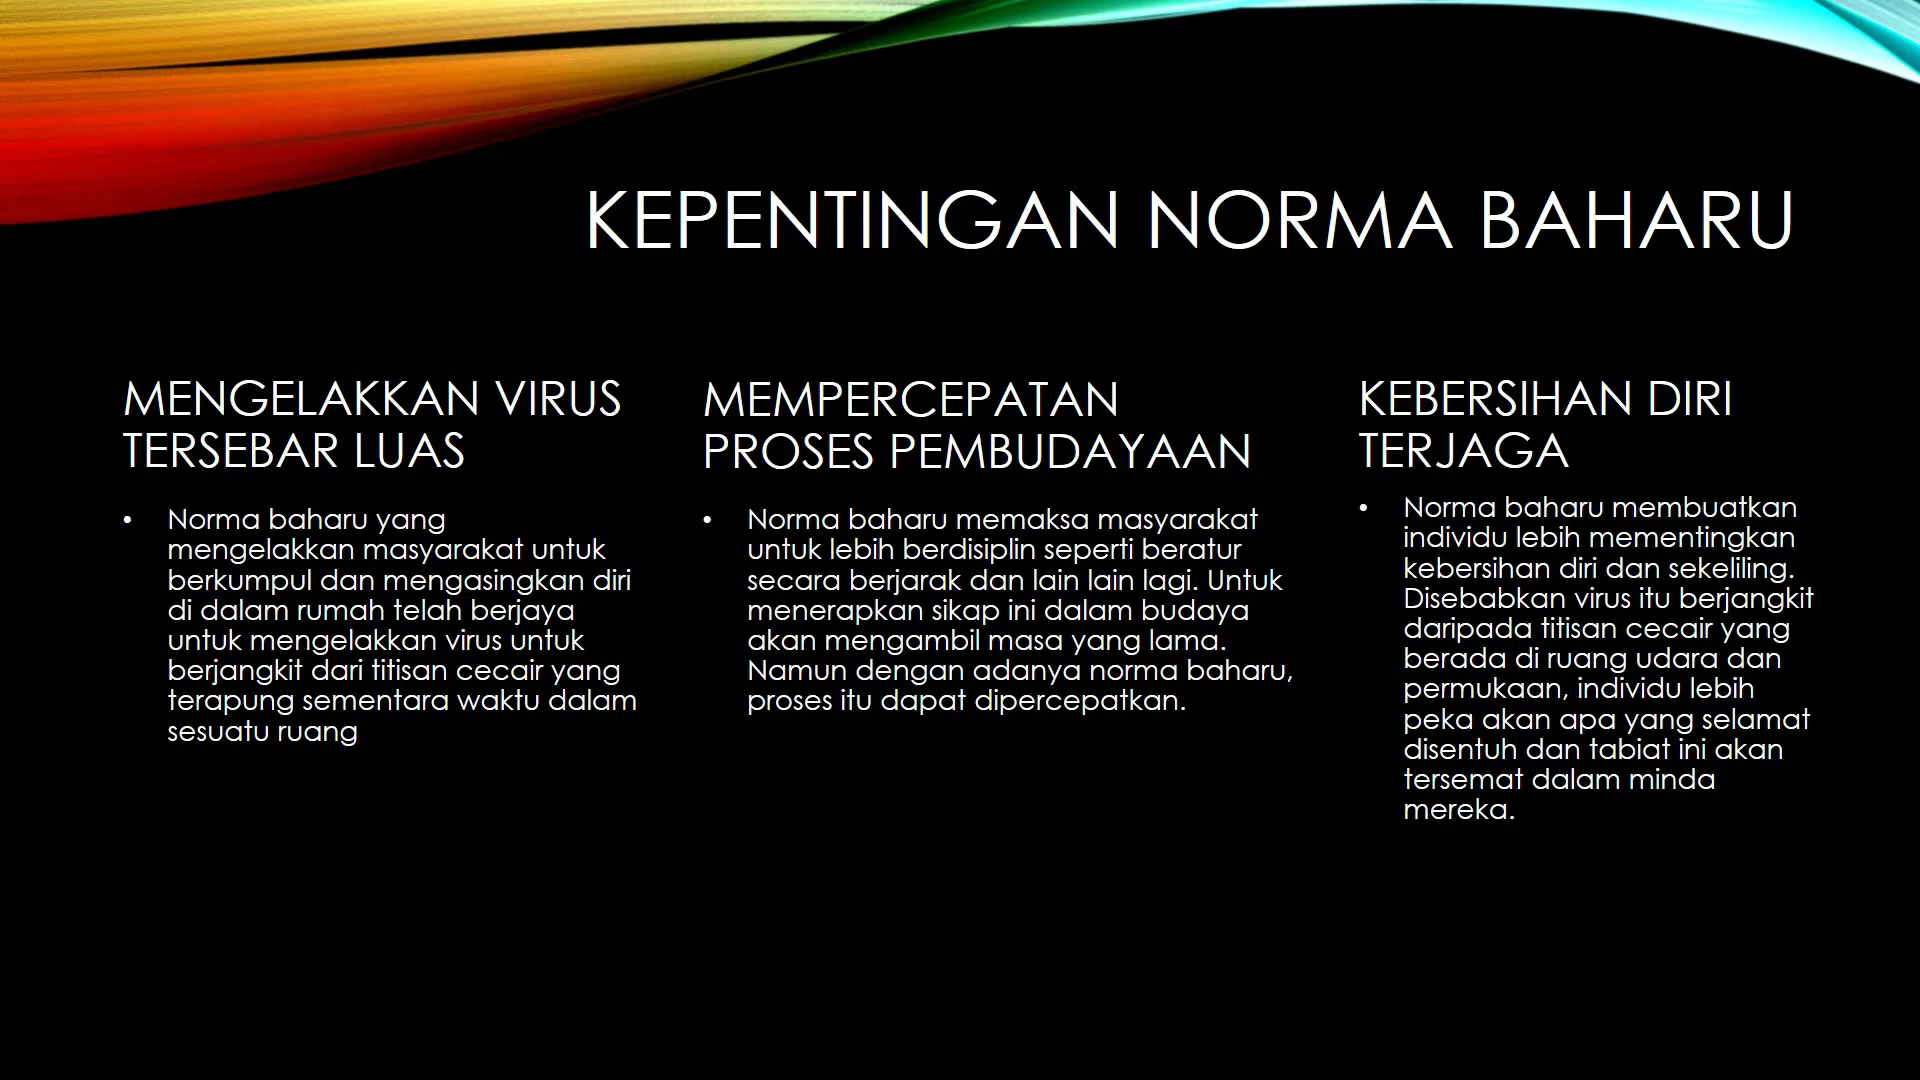 KEPENTINGAN NORMA BAHARU
MENGELAKKAN VIRUS
TERSEBAR LUAS
• Norma baharu yang
mengelakkan masyarakat untuk
berkumpul dan mengasingkan diri
di dalam rumah telah berjaya
untuk mengelakkan virus untuk
berjangkit dari titisan cecair yang
terapung sementara waktu dalam
sesuatu ruang
MEMPERCEPATAN
PROSES PEMBUDAYAAN
• Norma baharu memaksa masyarakat
untuk lebih berdisiplin seperti beratur
secara berjarak dan lain lain lagi. Untuk
menerapkan sikap ini dalam budaya
akan mengambil masa yang lama.
Namun dengan adanya norma baharu,
proses itu dapat dipercepatkan.
KEBERSIHAN DIRI
TERJAGA
• Norma baharu membuatkan
individu lebih mementingkan
kebersihan diri dan sekeliling.
Disebabkan virus itu berjangkit
daripada titisan cecair yang
berada di ruang udara dan
permukaan, individu lebih
peka akan apa yang selamat
disentuh dan tabiat ini akan
tersemat dalam minda
mereka.